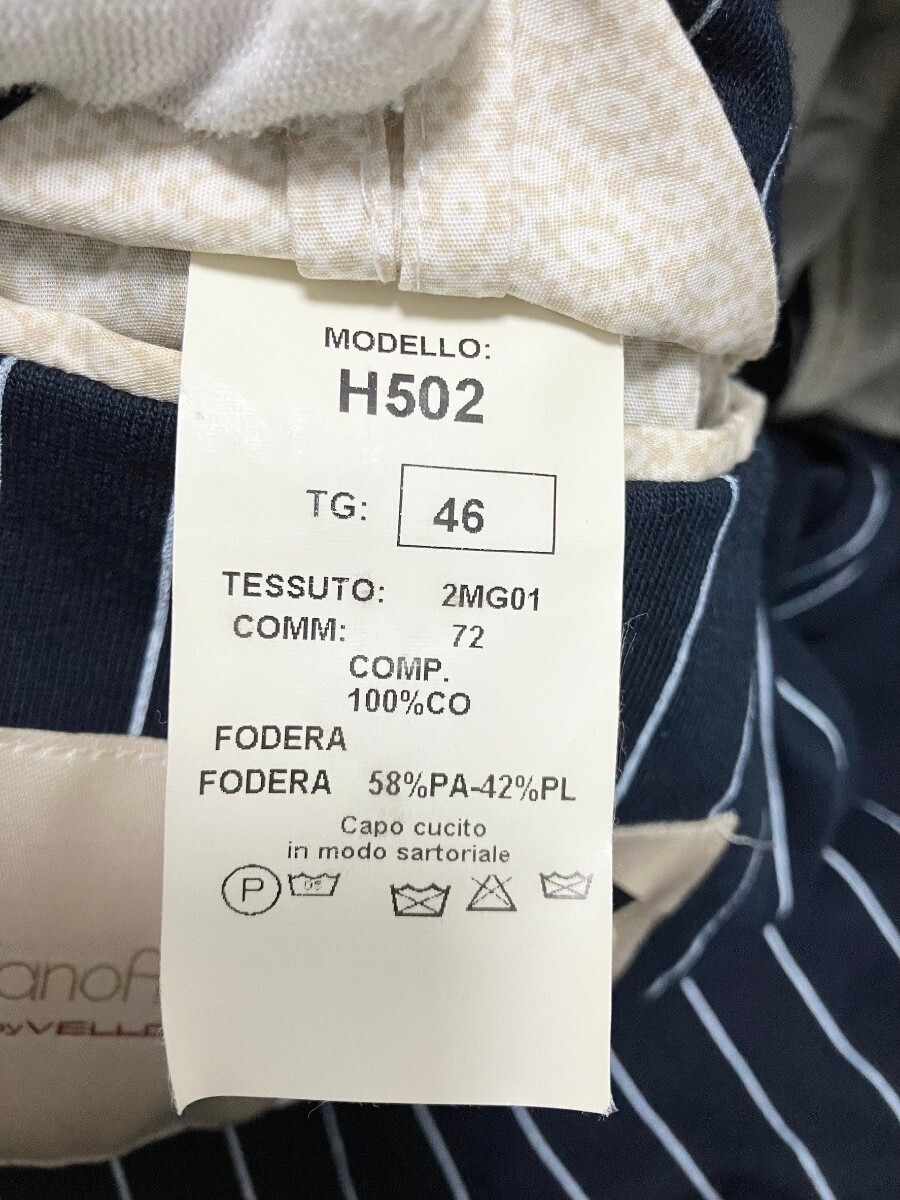 MODELLO:
H502
TG: 46
TESSUTO: 2MG01
COMM: 72
COMP.
100%CO
FODERA
FODERA 58%PA-42%PL
Capo cucito
in modo sartoriale
P